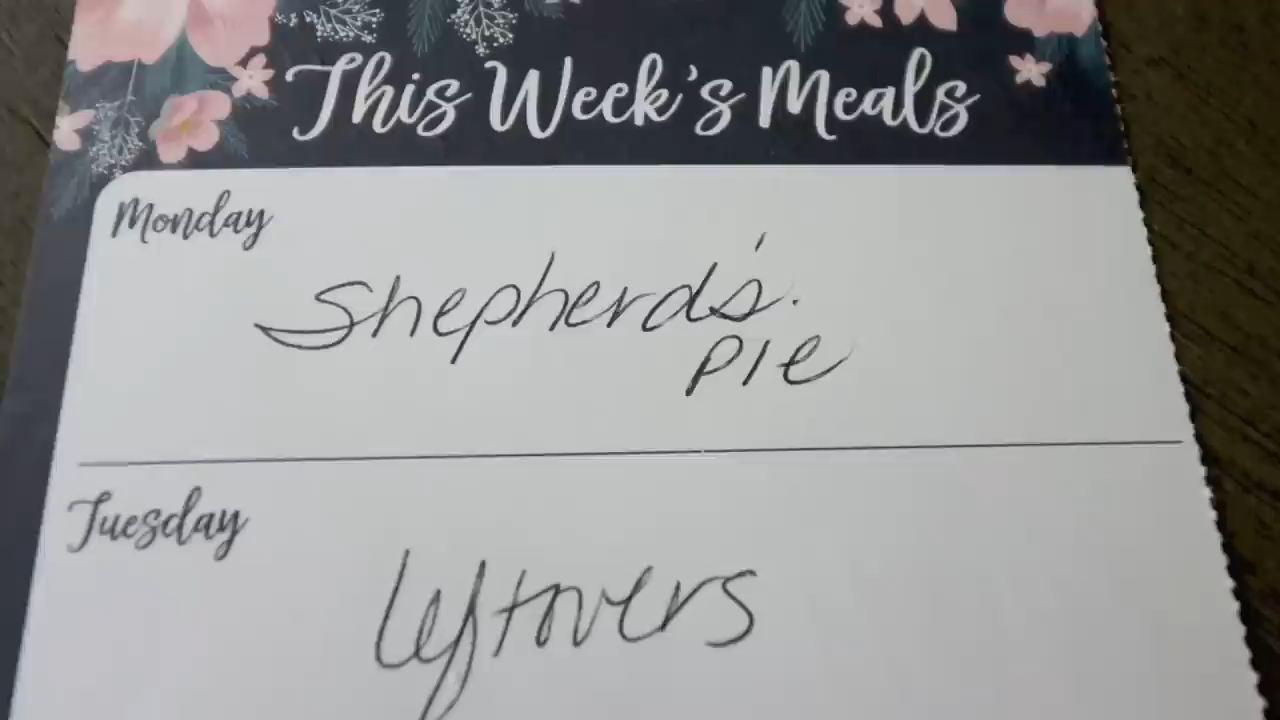 This Week's Meals
Monday
Shepherd's
pie
Tuesday
Leftovers